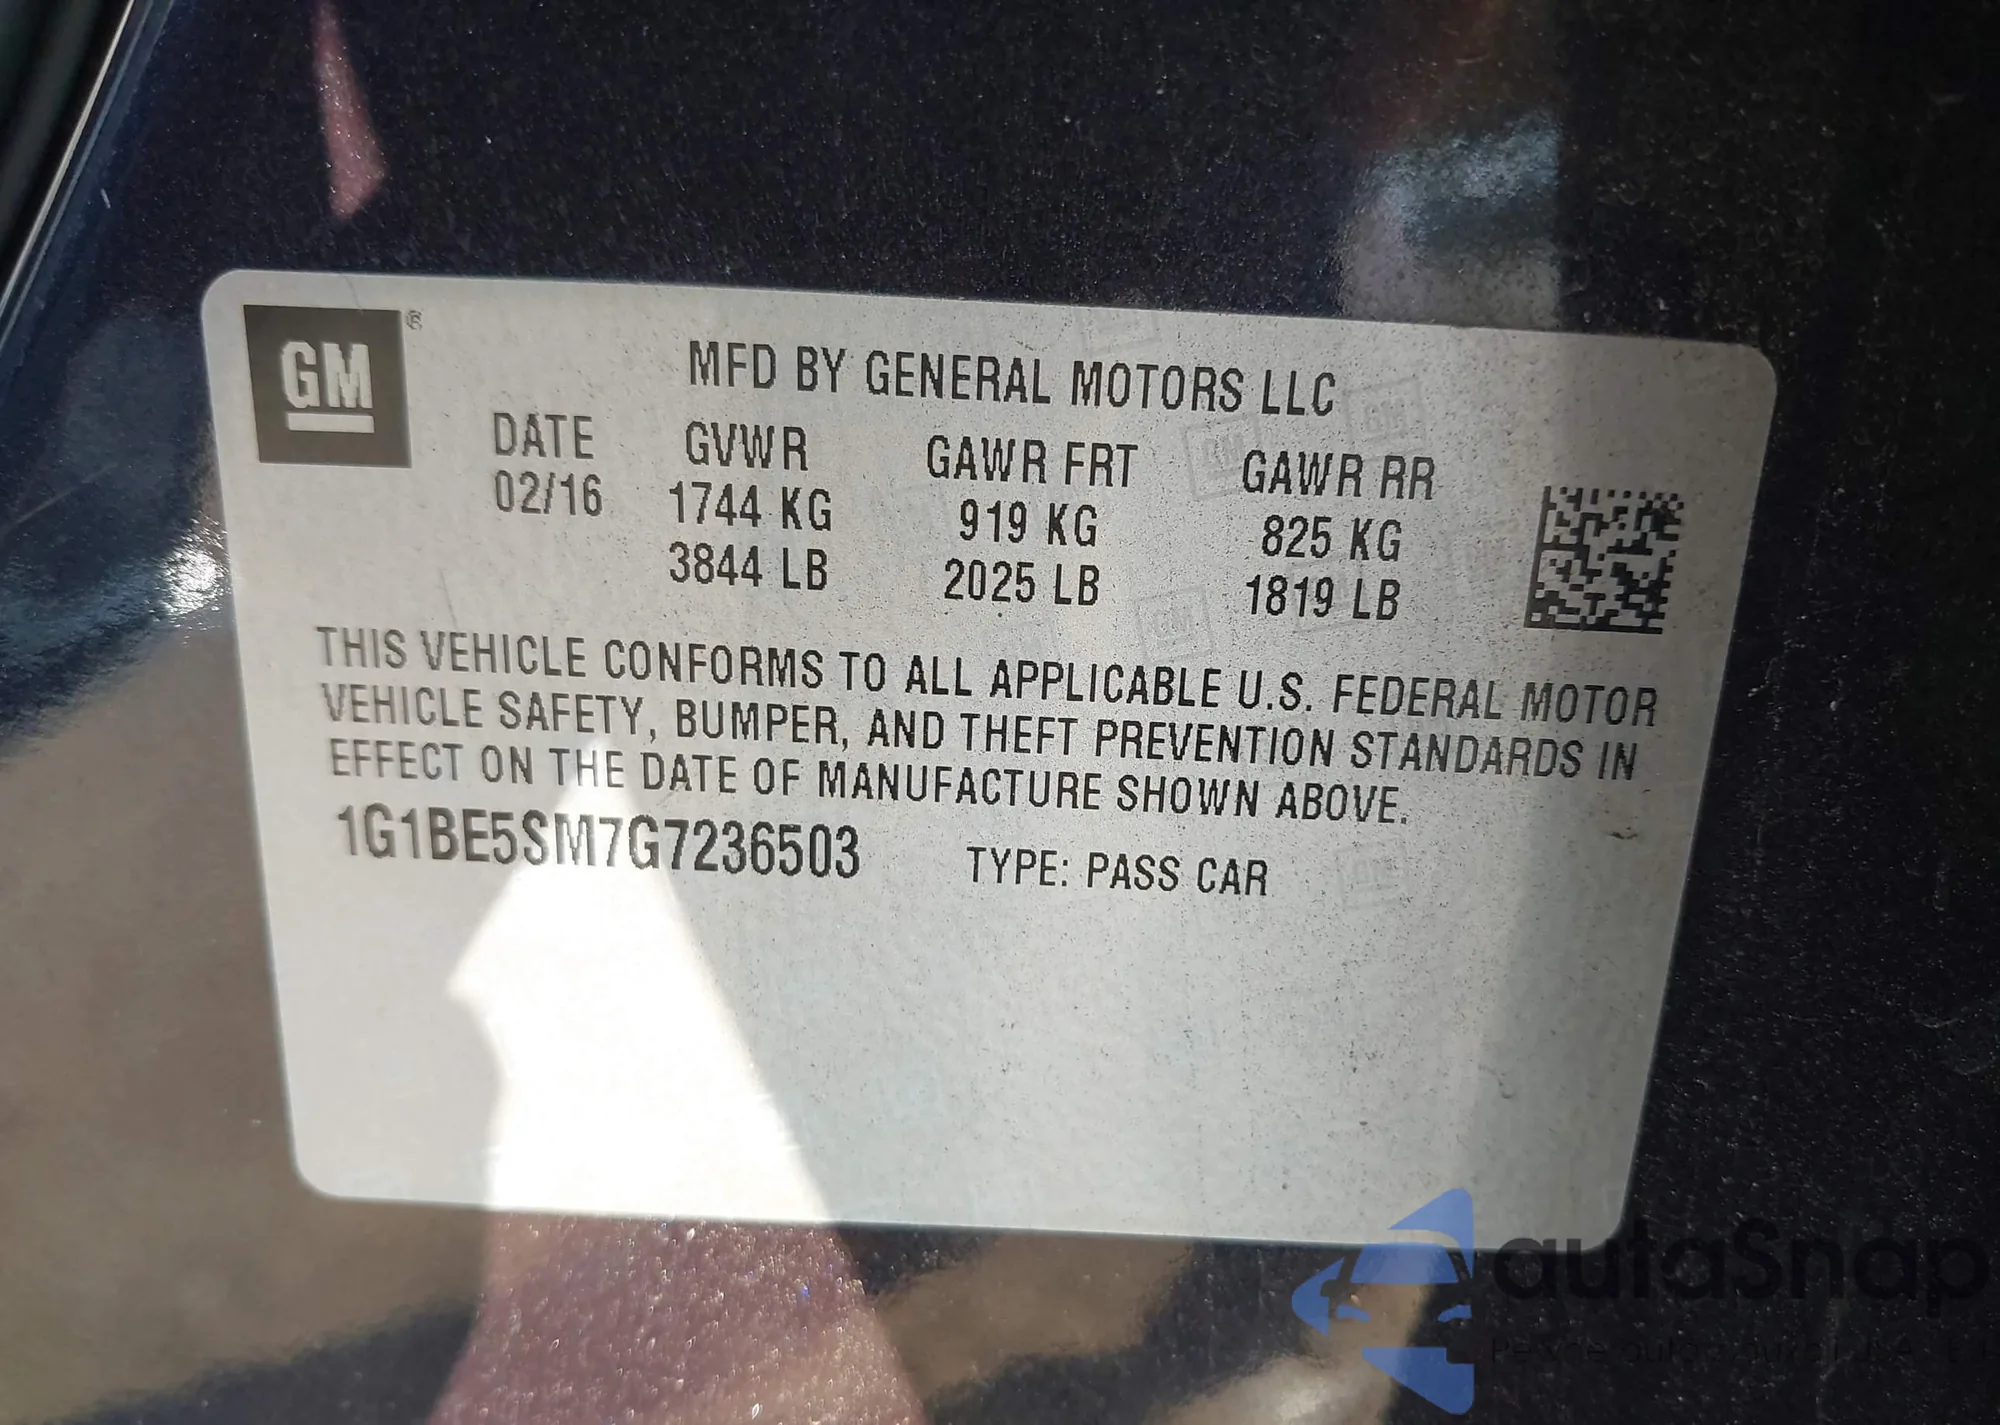 GM®
MFD BY GENERAL MOTORS LLC
DATE GVWR GAWR FRT GAWR RR
02/16 1744 KG 919 KG 825 KG
3844 LB 2025 LB 1819 LB
THIS VEHICLE CONFORMS TO ALL APPLICABLE U.S. FEDERAL MOTOR
VEHICLE SAFETY, BUMPER, AND THEFT PREVENTION STANDARDS IN
EFFECT ON THE DATE OF MANUFACTURE SHOWN ABOVE.
1G1BE5SM7G7236503 TYPE: PASS CAR
autaSnap